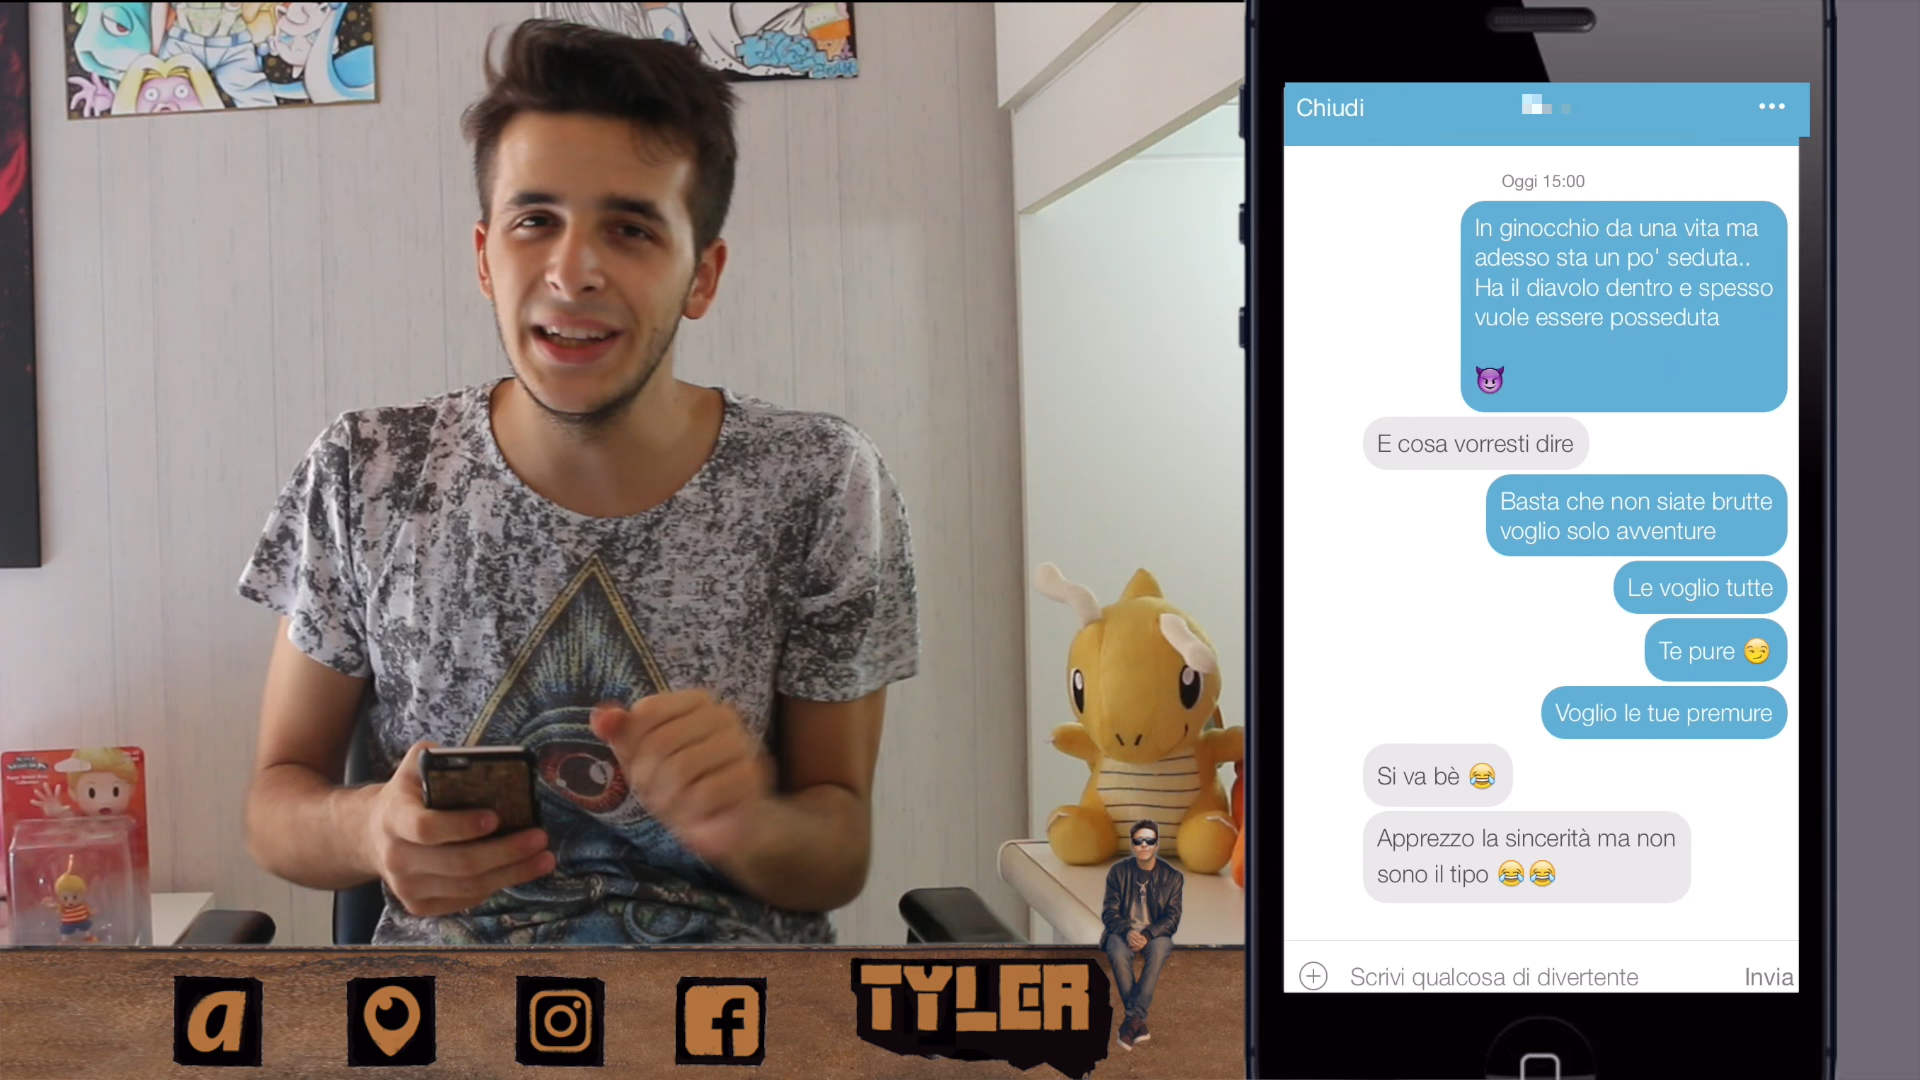 Chiudi
Oggi 15:00
In ginocchio da una vita ma
adesso sta un po' seduta..
Ha il diavolo dentro e spesso
vuole essere posseduta
😈
E cosa vorresti dire
Basta che non siate brutte
voglio solo avventure
Le voglio tutte
Te pure 😏
Voglio le tue premure
Si va bè 😂
Apprezzo la sincerità ma non
sono il tipo 😂😂
Scrivi qualcosa di divertente
Invia
a
TYLER